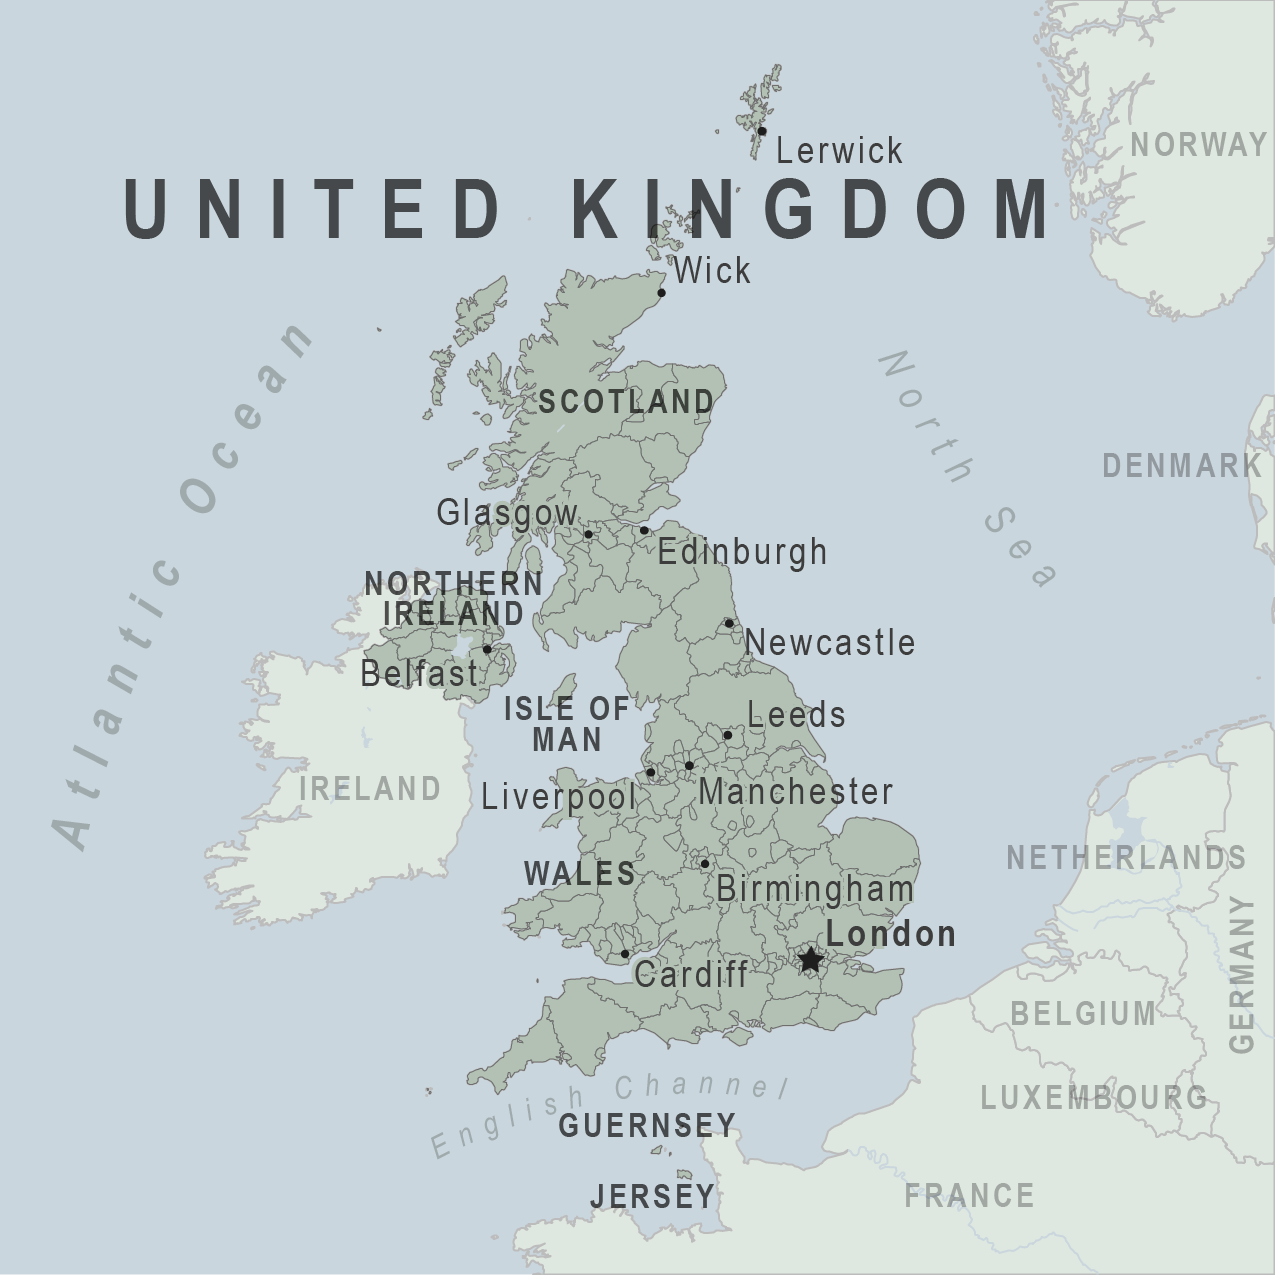 NORWAY
Lerwick
UNITED KINGDOM
Wick
Atlantic Ocean
North Sea
SCOTLAND
DENMARK
Glasgow
Edinburgh
NORTHERN
IRELAND
Newcastle
Belfast
ISLE OF
MAN
Leeds
IRELAND
Liverpool
Manchester
NETHERLANDS
WALES
Birmingham
London
GERMANY
Cardiff
BELGIUM
English Channel
LUXEMBOURG
GUERNSEY
JERSEY
FRANCE